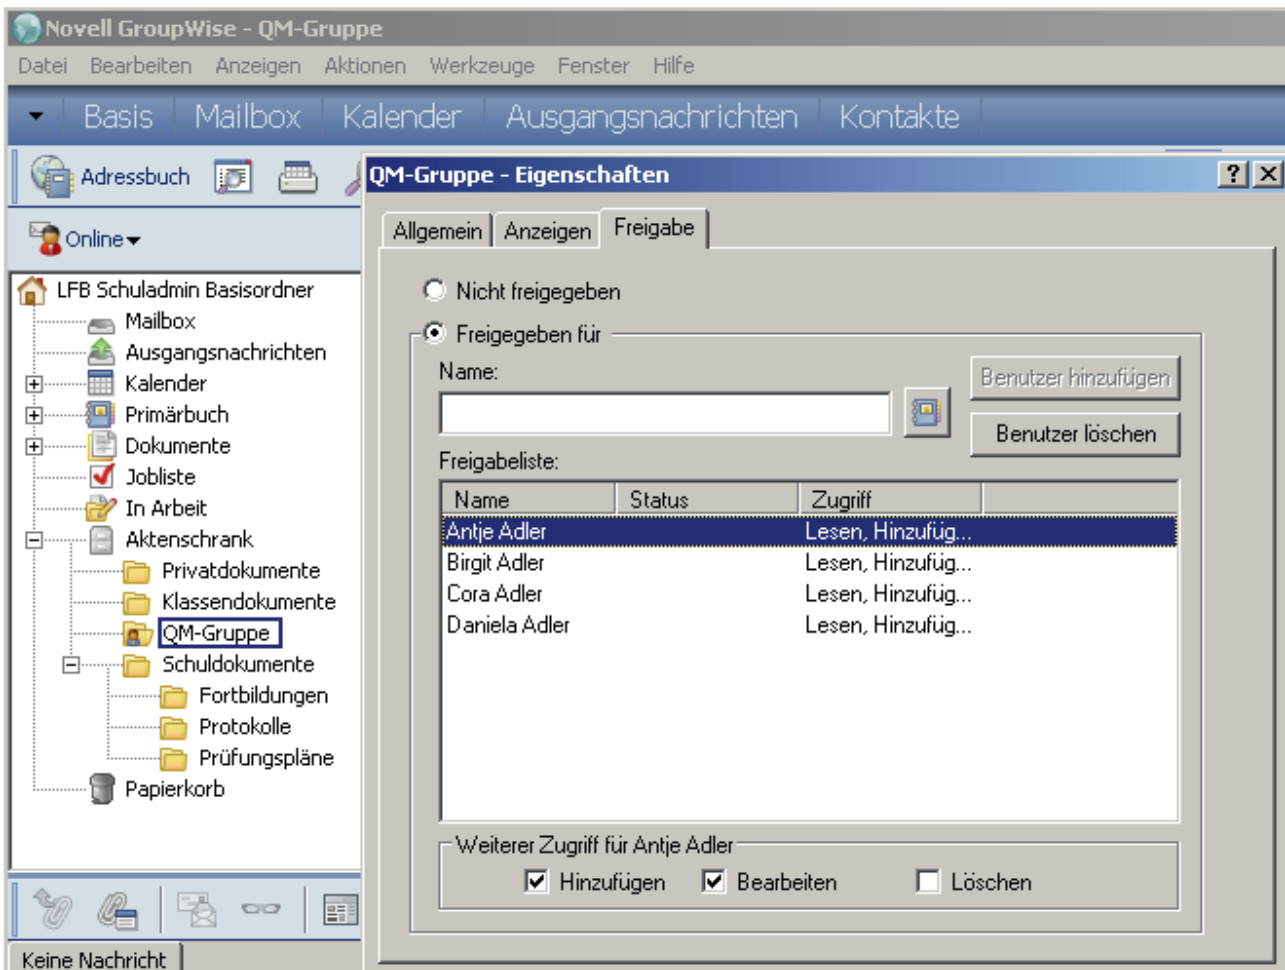 Novell GroupWise - QM-Gruppe
Datei Bearbeiten Anzeigen Aktionen Werkzeuge Fenster Hilfe
Basis Mailbox Kalender Ausgangsnachrichten Kontakte
Adressbuch
Online
LFB Schuladmin Basisordner
Mailbox
Ausgangsnachrichten
Kalender
Primärbuch
Dokumente
Jobliste
In Arbeit
Aktenschrank
Privatdokumente
Klassendokumente
QM-Gruppe
Schuldokumente
Fortbildungen
Protokolle
Prüfungspläne
Papierkorb
Keine Nachricht
QM-Gruppe - Eigenschaften
Allgemein Anzeigen Freigabe
Nicht freigegeben
Freigegeben für
Name:
Benutzer hinzufügen
Benutzer löschen
Freigabeliste:
Name Status Zugriff
Antje Adler Lesen, Hinzufüg...
Birgit Adler Lesen, Hinzufüg...
Cora Adler Lesen, Hinzufüg...
Daniela Adler Lesen, Hinzufüg...
Weiterer Zugriff für Antje Adler
Hinzufügen Bearbeiten Löschen